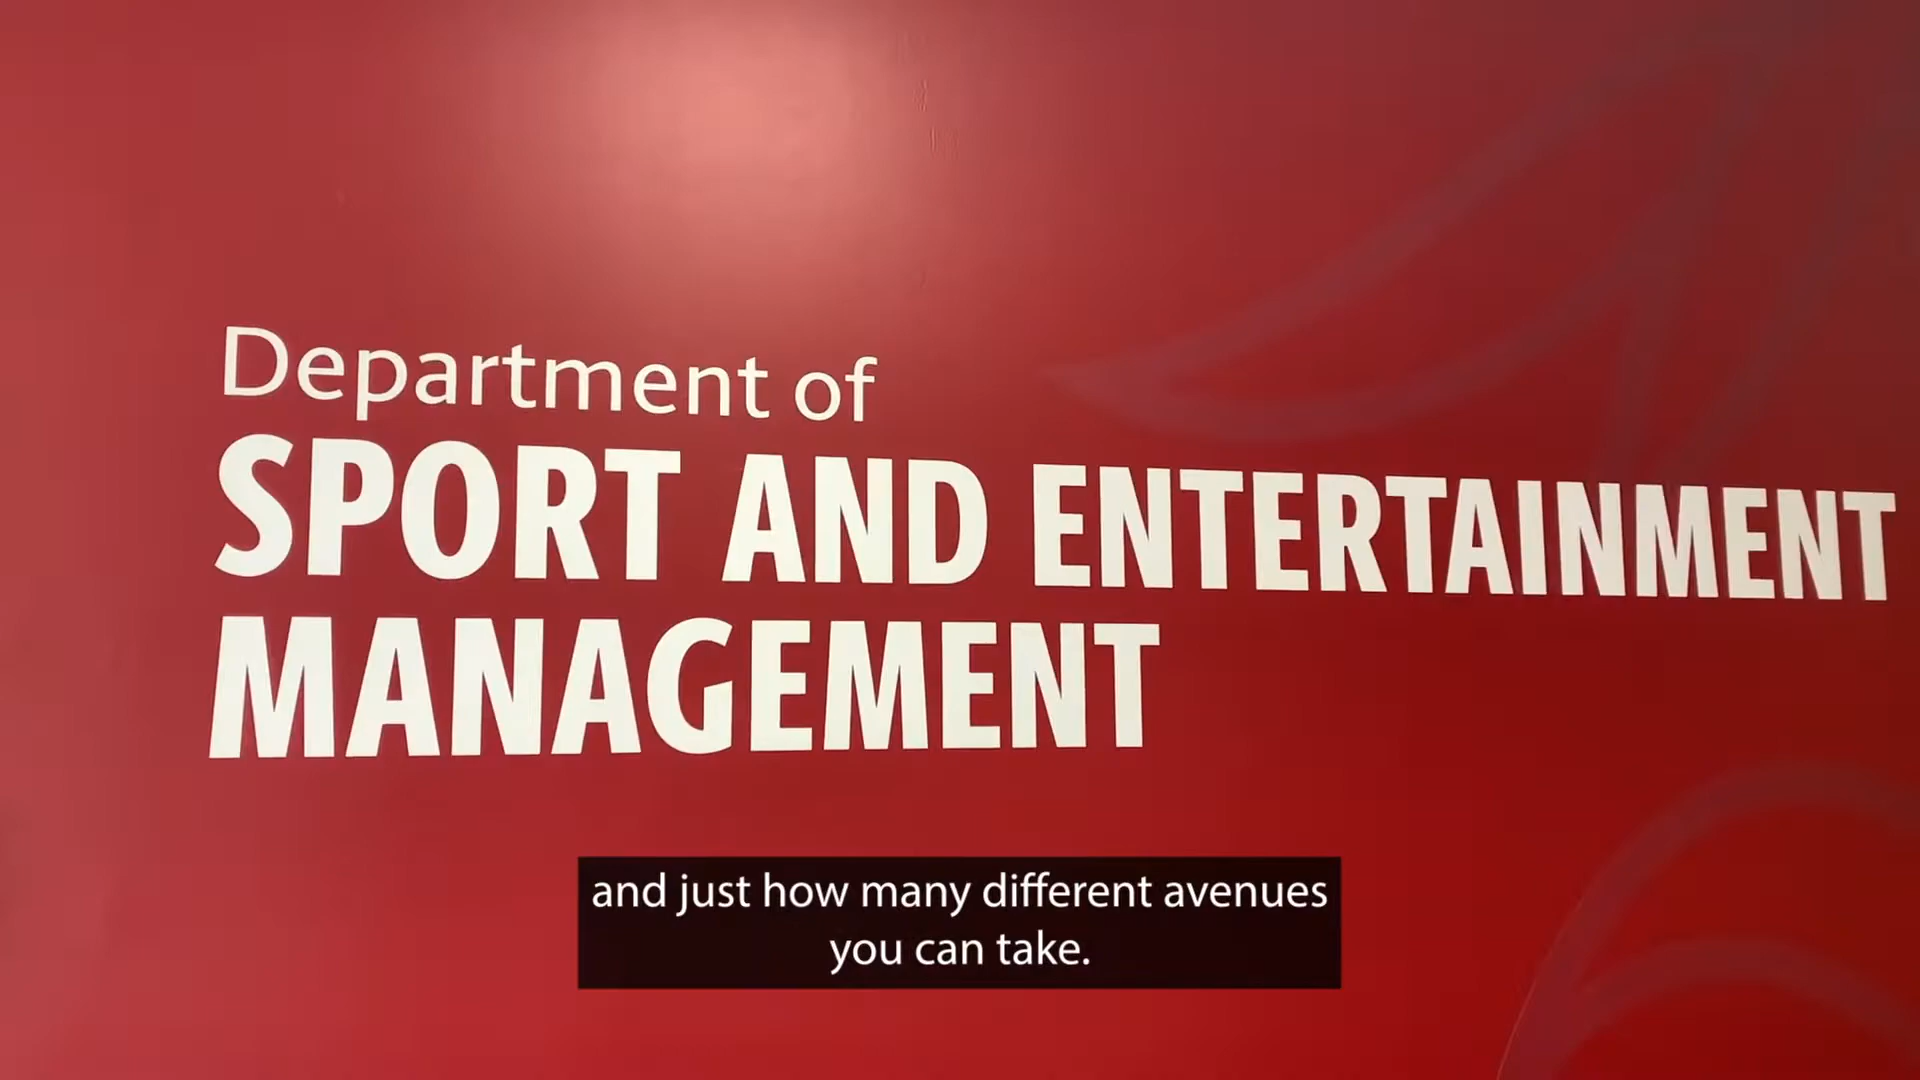 Department of
SPORT AND ENTERTAINMENT
MANAGEMENT
and just how many different avenues
you can take.